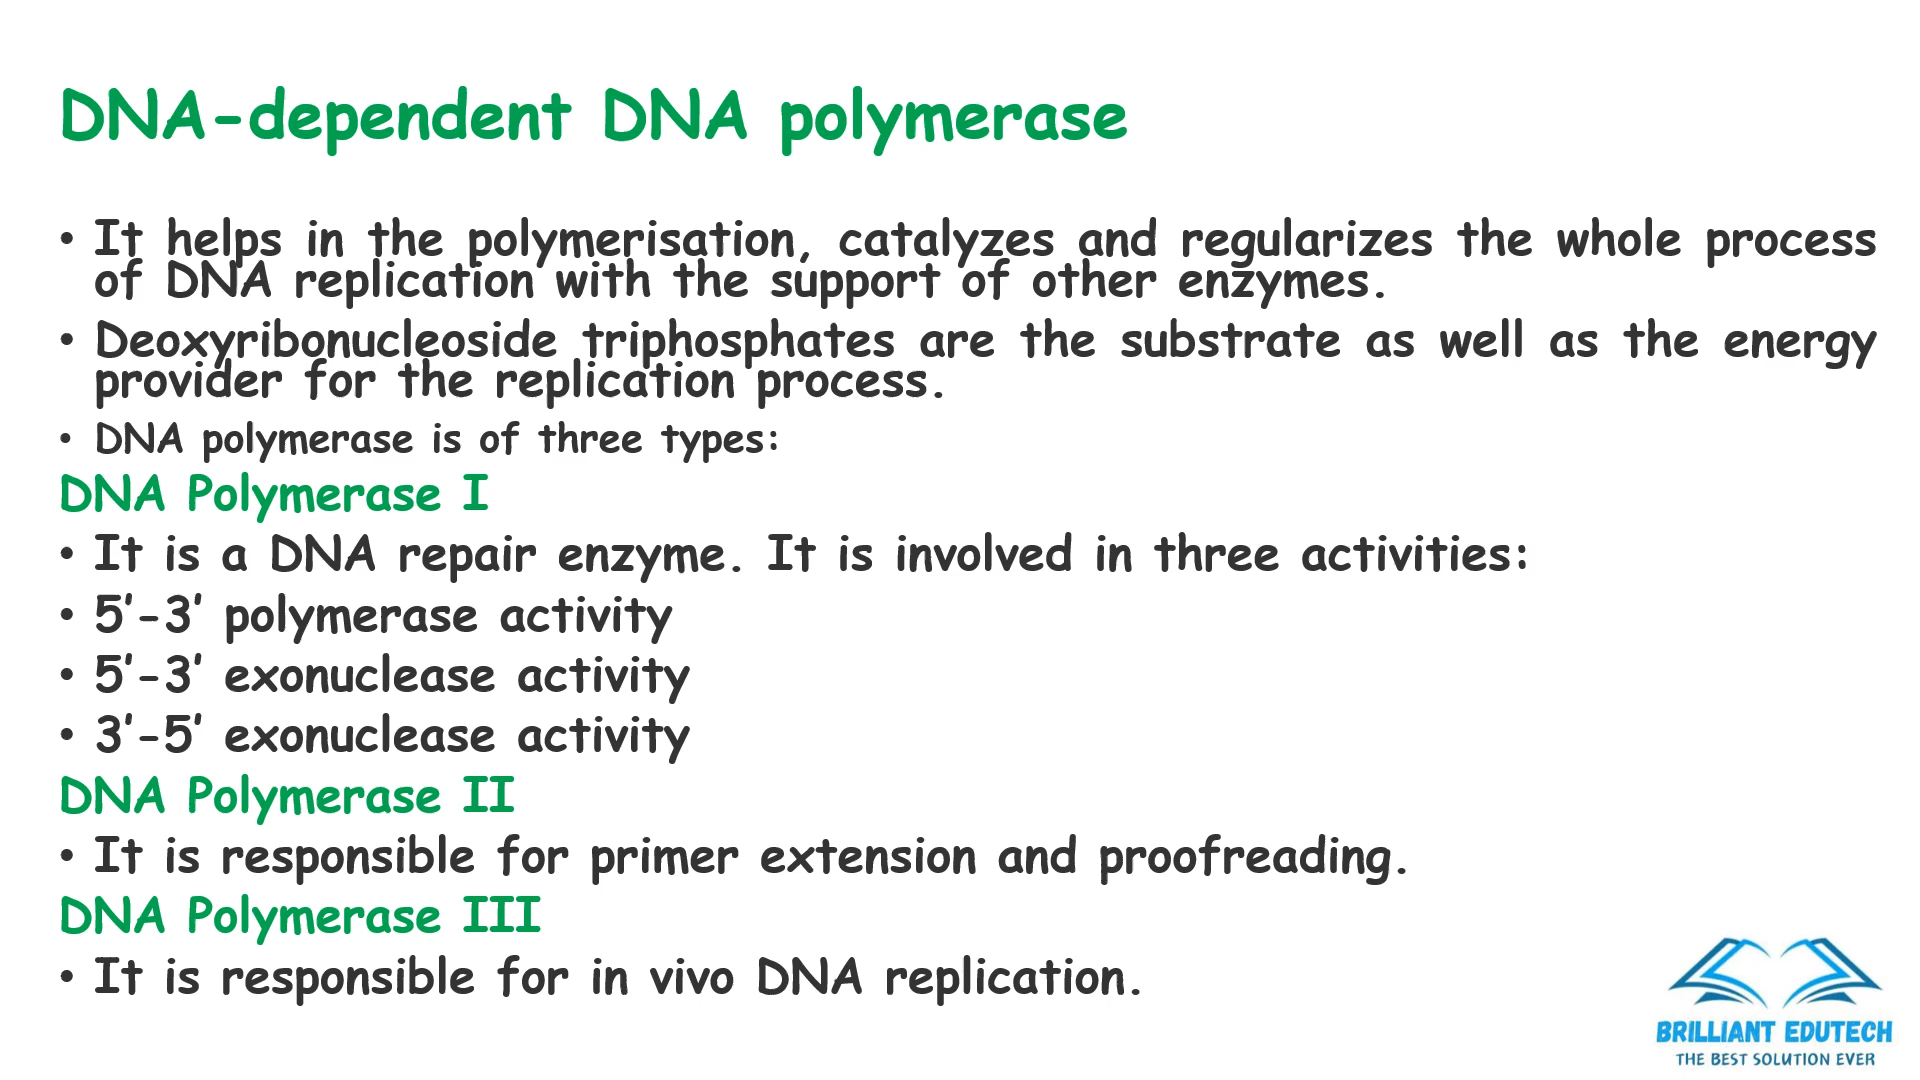 DNA-dependent DNA polymerase
• It helps in the polymerisation, catalyzes and regularizes the whole process
of DNA replication with the support of other enzymes.
• Deoxyribonucleoside triphosphates are the substrate as well as the energy
provider for the replication process.
• DNA polymerase is of three types:
DNA Polymerase I
• It is a DNA repair enzyme. It is involved in three activities:
• 5′-3′ polymerase activity
• 5′-3′ exonuclease activity
• 3′-5′ exonuclease activity
DNA Polymerase II
• It is responsible for primer extension and proofreading.
DNA Polymerase III
• It is responsible for in vivo DNA replication.
BRILLIANT EDUTECH
THE BEST SOLUTION EVER